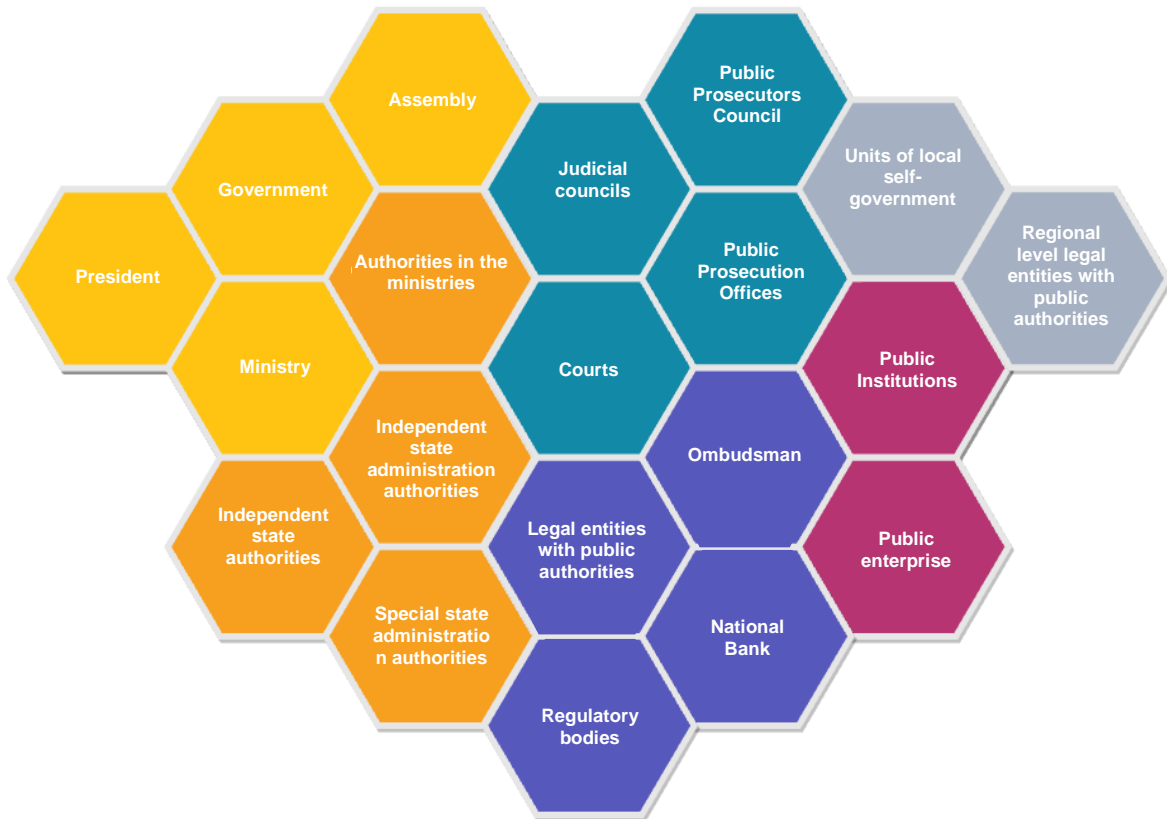 Assembly
Public
Prosecutors
Council
Government
Judicial
councils
Units of local
self-
government
President
Authorities in the
ministries
Public
Prosecution
Offices
Regional
level legal
entities with
public
authorities
Ministry
Courts
Public
Institutions
Independent
state
administration
authorities
Ombudsman
Independent
state
authorities
Legal entities
with public
authorities
Public
enterprise
Special state
administratio
n authorities
National
Bank
Regulatory
bodies